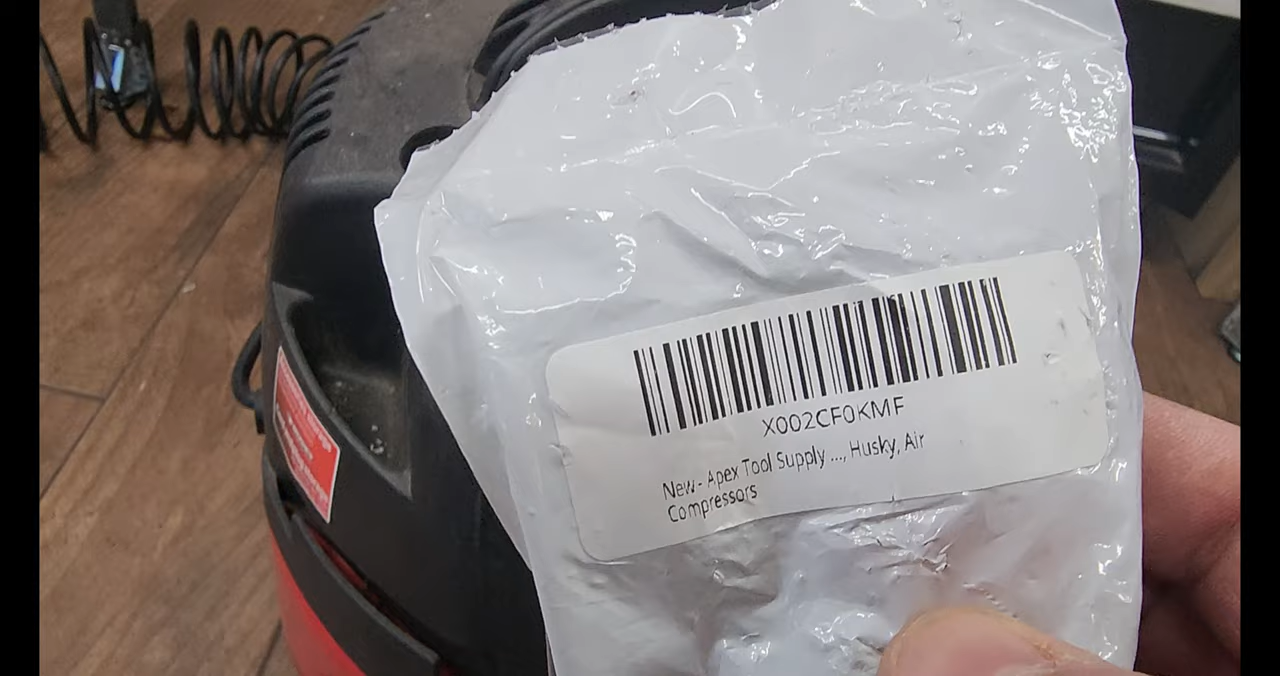 X002CF0KMF
New- Apex Tool Supply ..., Husky, Air
Compressors